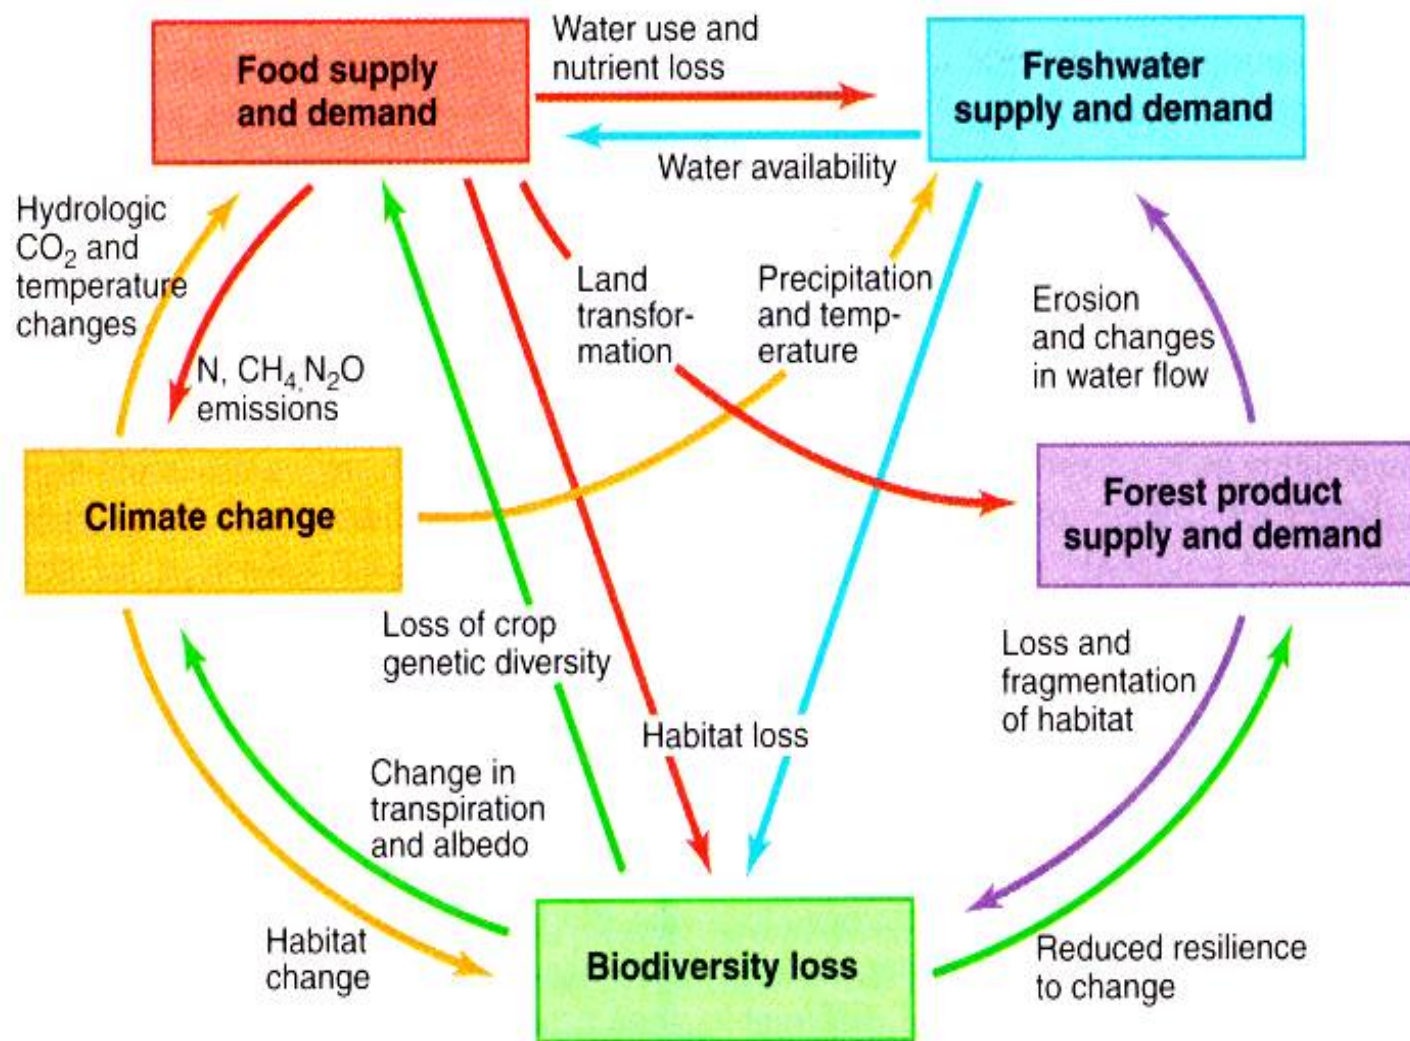 Food supply
and demand
Water use and
nutrient loss
Freshwater
supply and demand
Water availability
Hydrologic
CO₂ and
temperature
changes
N, CH₄, N₂O
emissions
Land
transfor-
mation
Precipitation
and temp-
erature
Erosion
and changes
in water flow
Climate change
Forest product
supply and demand
Loss of crop
genetic diversity
Loss and
fragmentation
of habitat
Habitat loss
Change in
transpiration
and albedo
Habitat
change
Biodiversity loss
Reduced resilience
to change